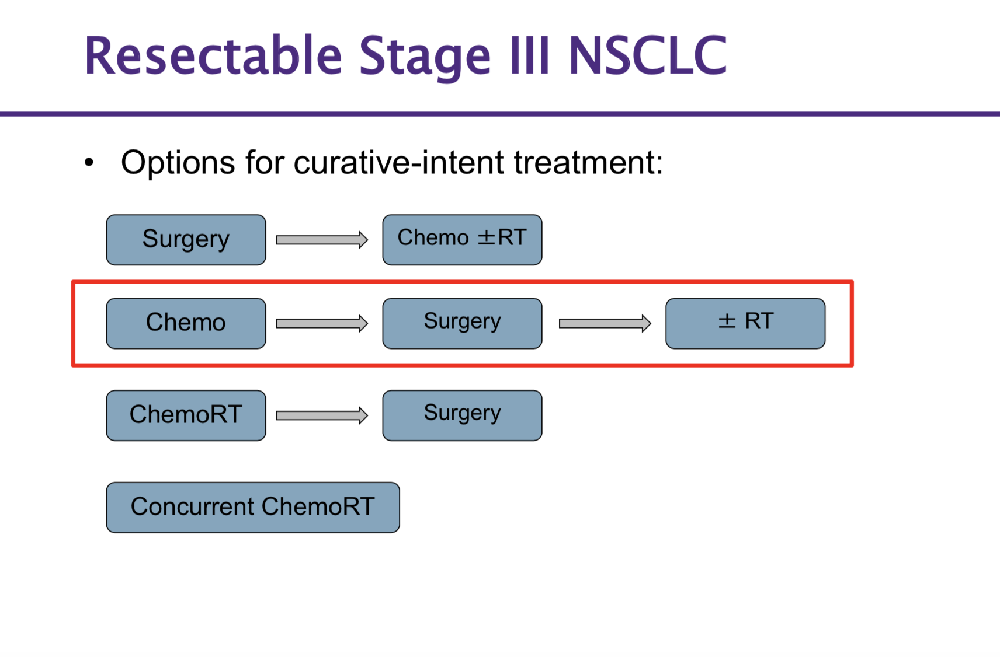 Resectable Stage III NSCLC
• Options for curative-intent treatment:
Surgery
Chemo ±RT
Chemo
Surgery
± RT
ChemoRT
Surgery
Concurrent ChemoRT